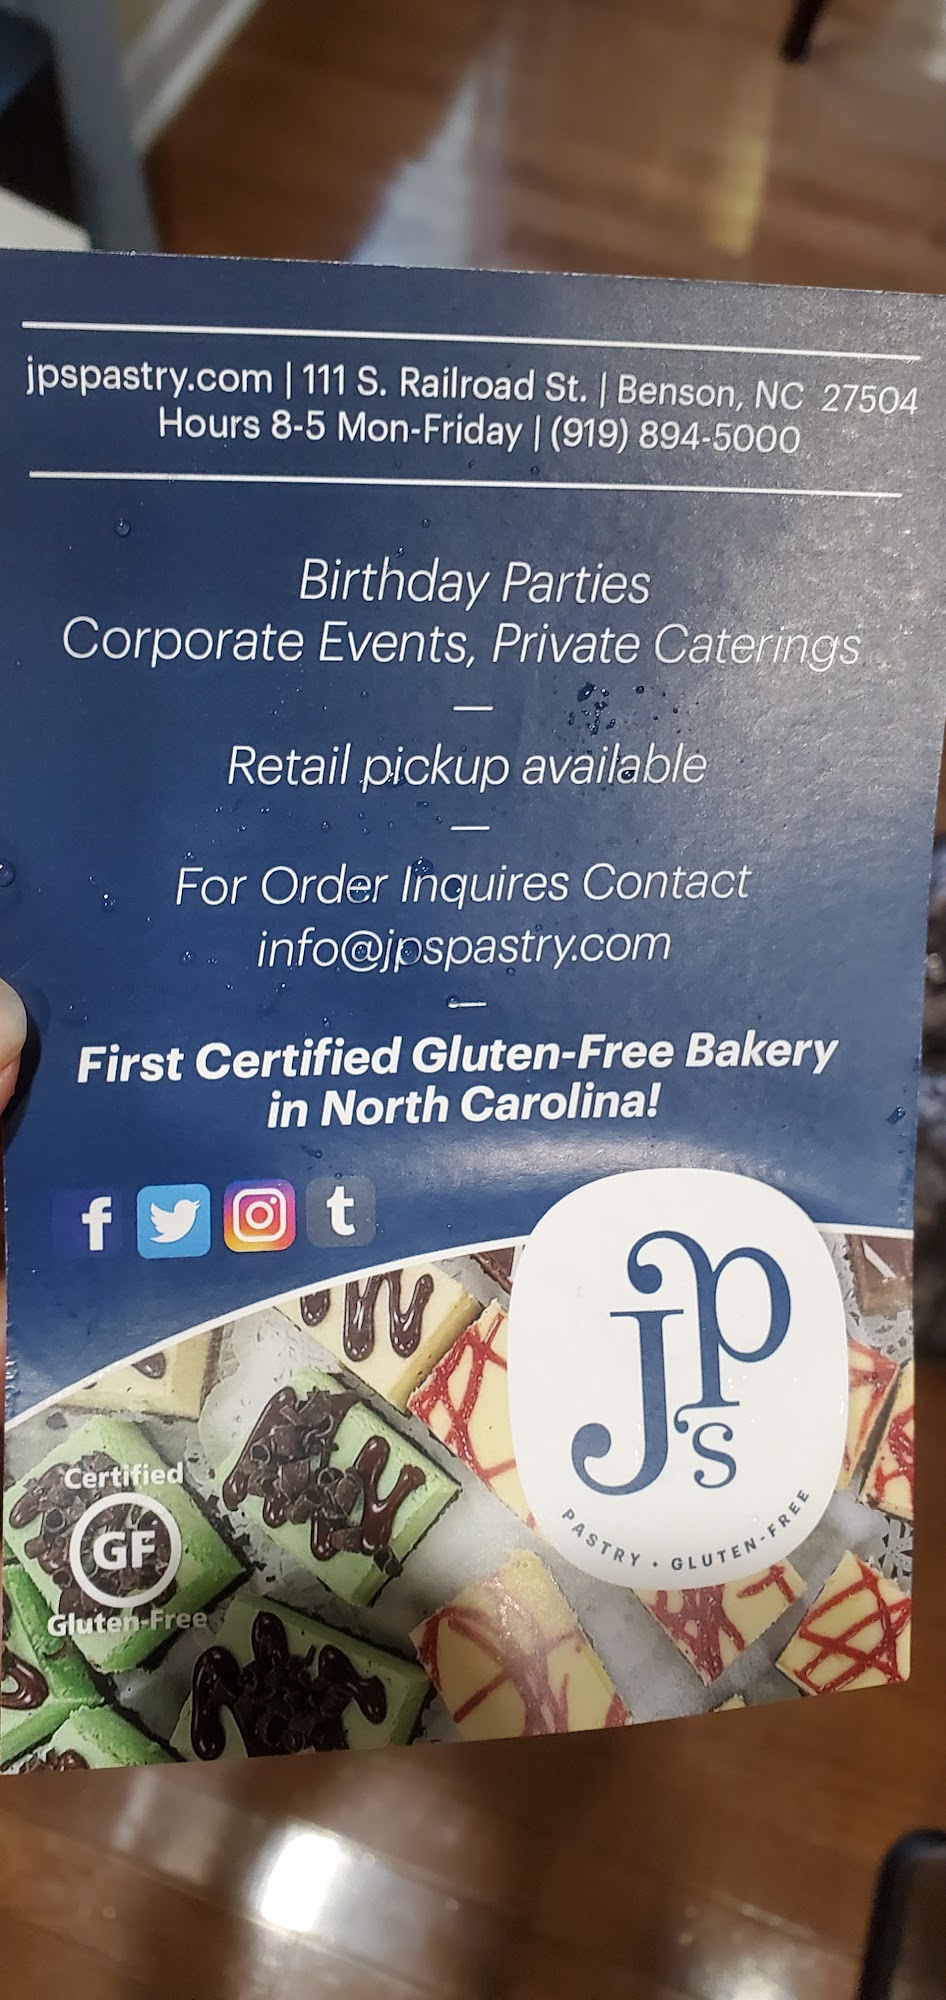 jpspastry.com | 111 S. Railroad St. | Benson, NC 27504
Hours 8-5 Mon-Friday | (919) 894-5000
Birthday Parties
Corporate Events, Private Caterings
Retail pickup available
For Order Inquires Contact
info@jpspastry.com
First Certified Gluten-Free Bakery
in North Carolina!
f t
jps
PASTRY • GLUTEN-FREE
Certified
GF
Gluten-Free